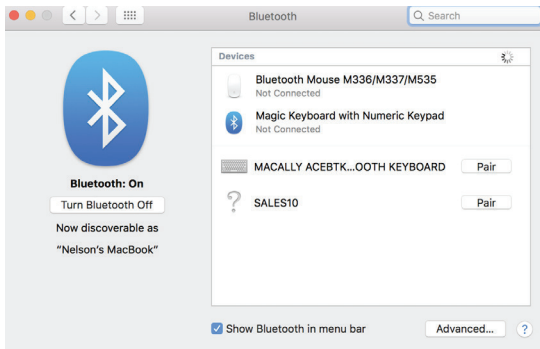 Bluetooth
Search
Devices
Bluetooth Mouse M336/M337/M535
Not Connected
Magic Keyboard with Numeric Keypad
Not Connected
MACALLY ACEBTK...OOTH KEYBOARD
Pair
SALES10
Pair
Bluetooth: On
Turn Bluetooth Off
Now discoverable as
“Nelson’s MacBook”
Show Bluetooth in menu bar
Advanced...
?